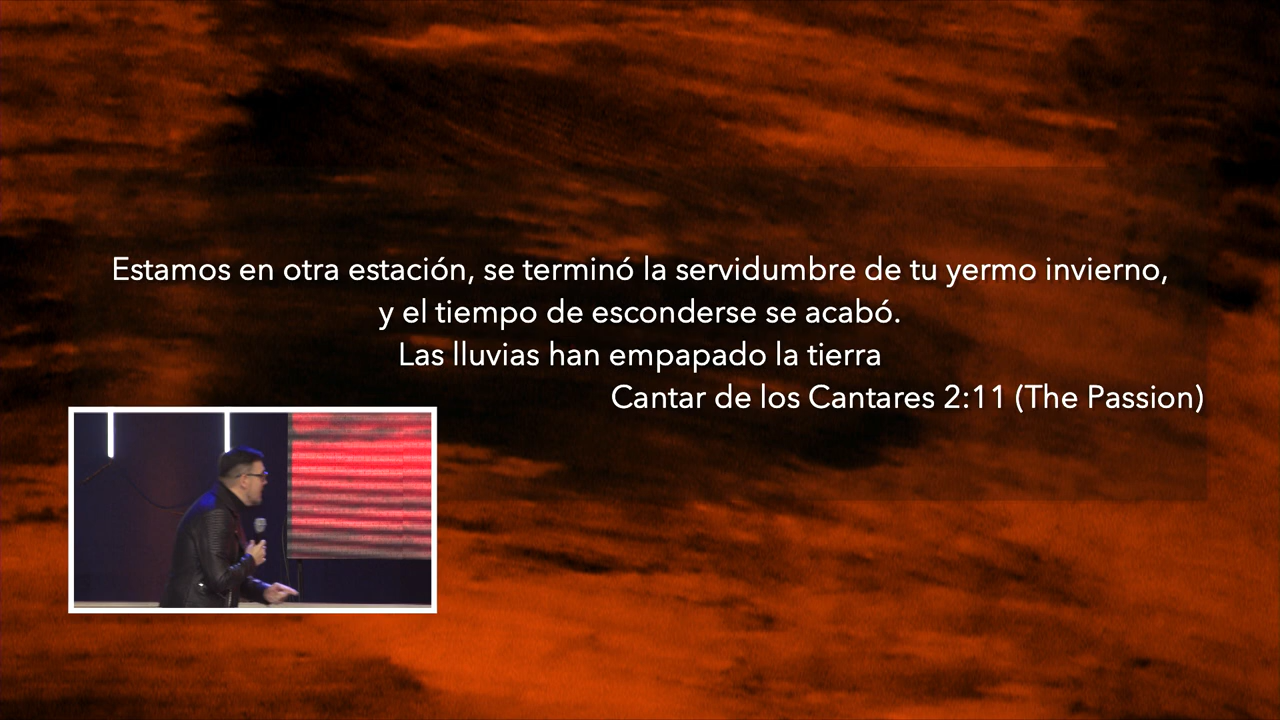 Estamos en otra estación, se terminó la servidumbre de tu yermo invierno,
y el tiempo de esconderse se acabó.
Las lluvias han empapado la tierra
Cantar de los Cantares 2:11 (The Passion)